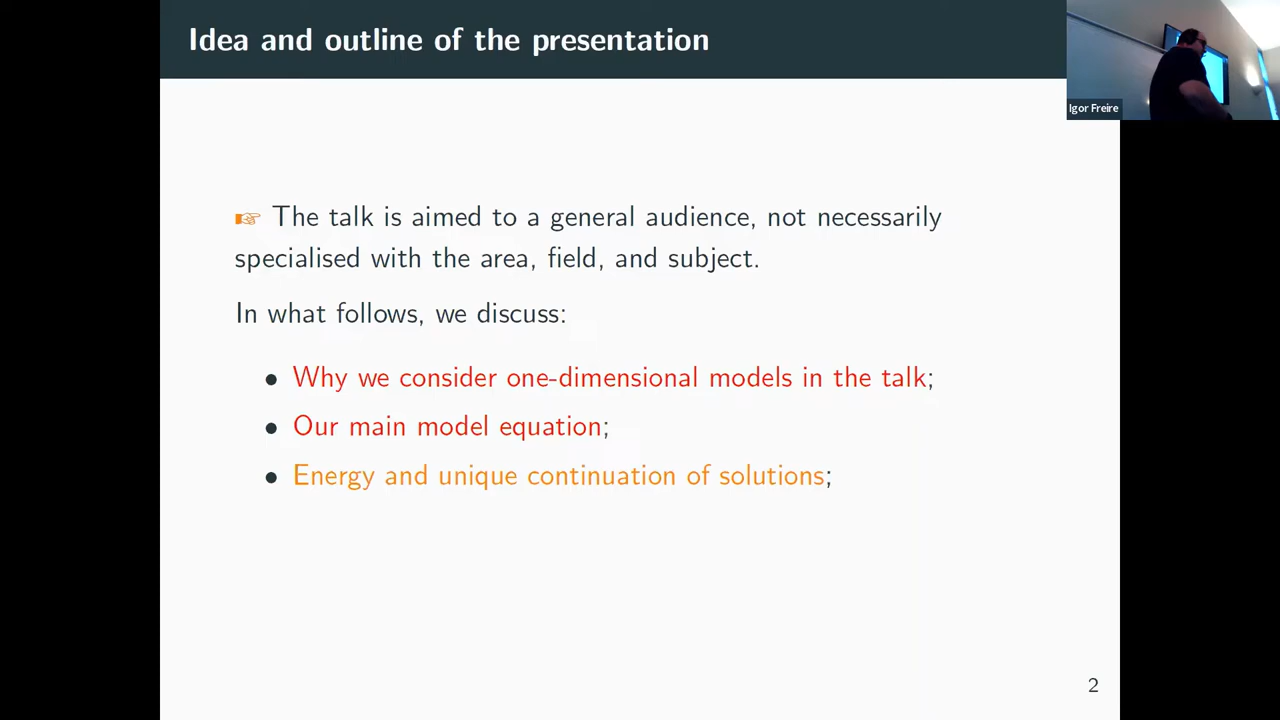 Idea and outline of the presentation
Igor Freire
☞ The talk is aimed to a general audience, not necessarily
specialised with the area, field, and subject.
In what follows, we discuss:
• Why we consider one-dimensional models in the talk;
• Our main model equation;
• Energy and unique continuation of solutions;
2